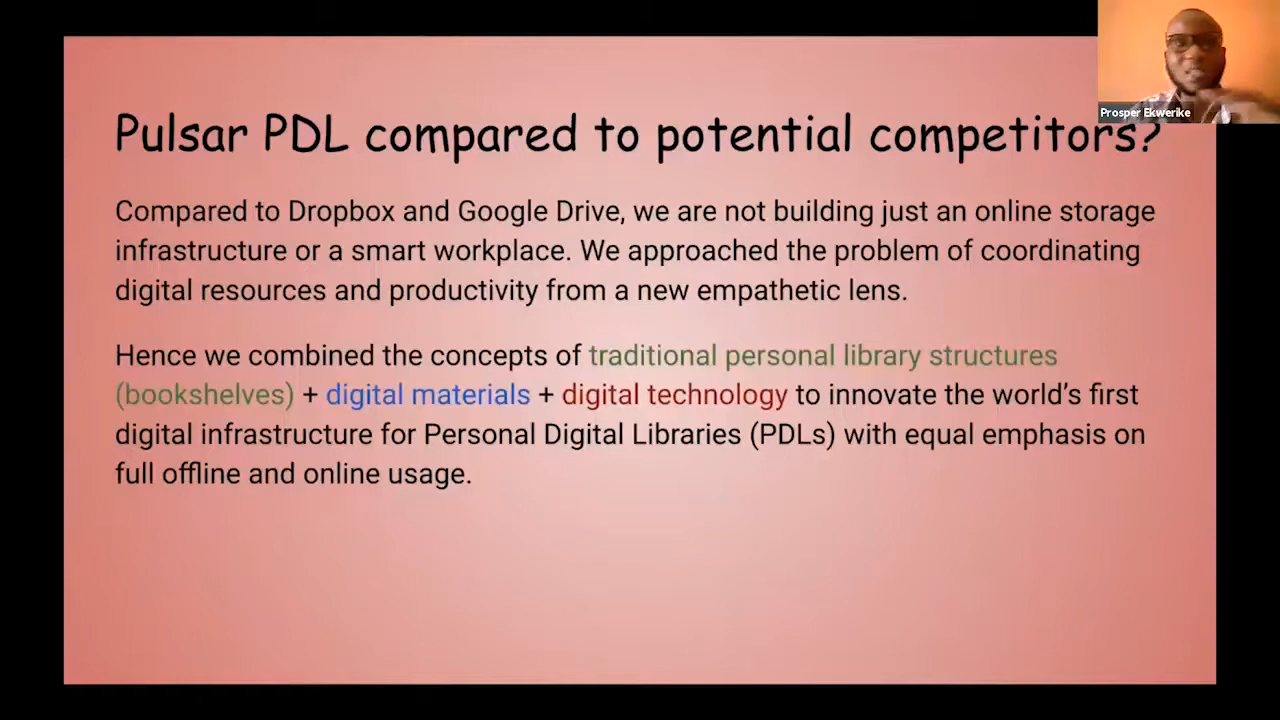 Pulsar PDL compared to potential competitors?
Prosper Ekwerike
Compared to Dropbox and Google Drive, we are not building just an online storage
infrastructure or a smart workplace. We approached the problem of coordinating
digital resources and productivity from a new empathetic lens.
Hence we combined the concepts of traditional personal library structures
(bookshelves) + digital materials + digital technology to innovate the world’s first
digital infrastructure for Personal Digital Libraries (PDLs) with equal emphasis on
full offline and online usage.